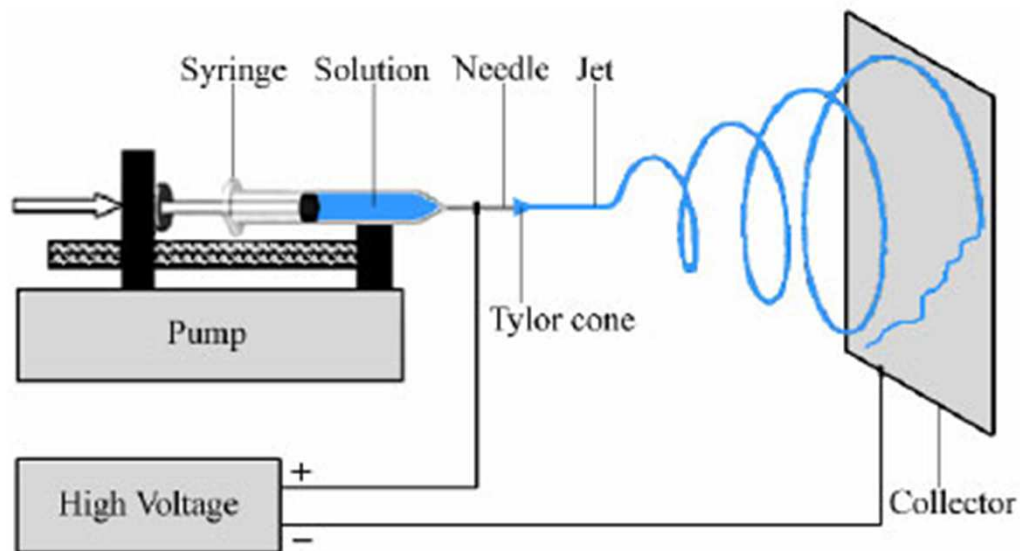 Syringe Solution Needle Jet
Tylor cone
Pump
+
High Voltage
Collector
−